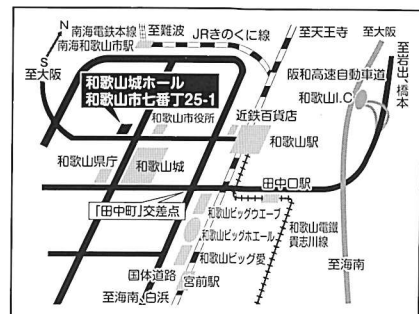 N
S
南海電鉄本線
南海和歌山市駅
至難波
JRきのくに線
至天王寺
至大阪
至大阪
和歌山城ホール
和歌山市七番丁25-1
阪和高速自動車道
和歌山I.C
至岩出、橋本
近鉄百貨店
和歌山市役所
和歌山駅
和歌山県庁
和歌山城
田中口駅
「田中町」交差点
和歌山ビッグウエーブ
和歌山ビッグホエール
和歌山電鐵
貴志川線
和歌山ビッグ愛
国体道路
至海南
至海南 白浜
宮前駅